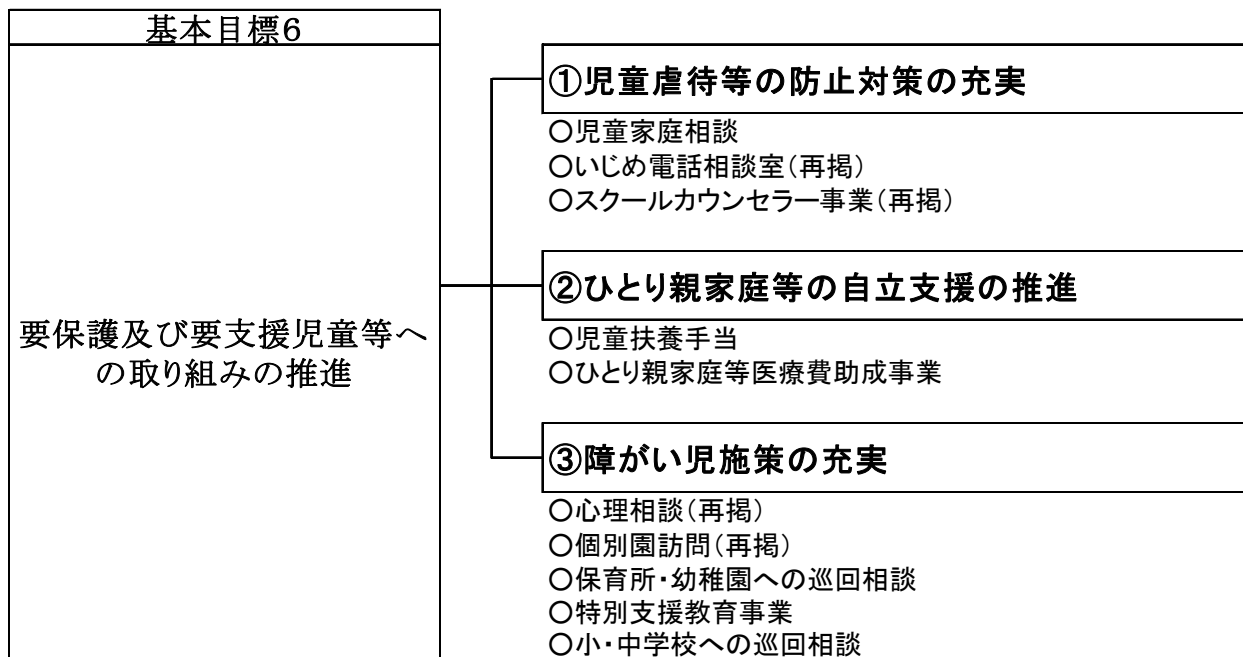 基本目標6
要保護及び要支援児童等へ
の取り組みの推進
①児童虐待等の防止対策の充実
○児童家庭相談
○いじめ電話相談室(再掲)
○スクールカウンセラー事業(再掲)
②ひとり親家庭等の自立支援の推進
○児童扶養手当
○ひとり親家庭等医療費助成事業
③障がい児施策の充実
○心理相談(再掲)
○個別園訪問(再掲)
○保育所・幼稚園への巡回相談
○特別支援教育事業
○小・中学校への巡回相談